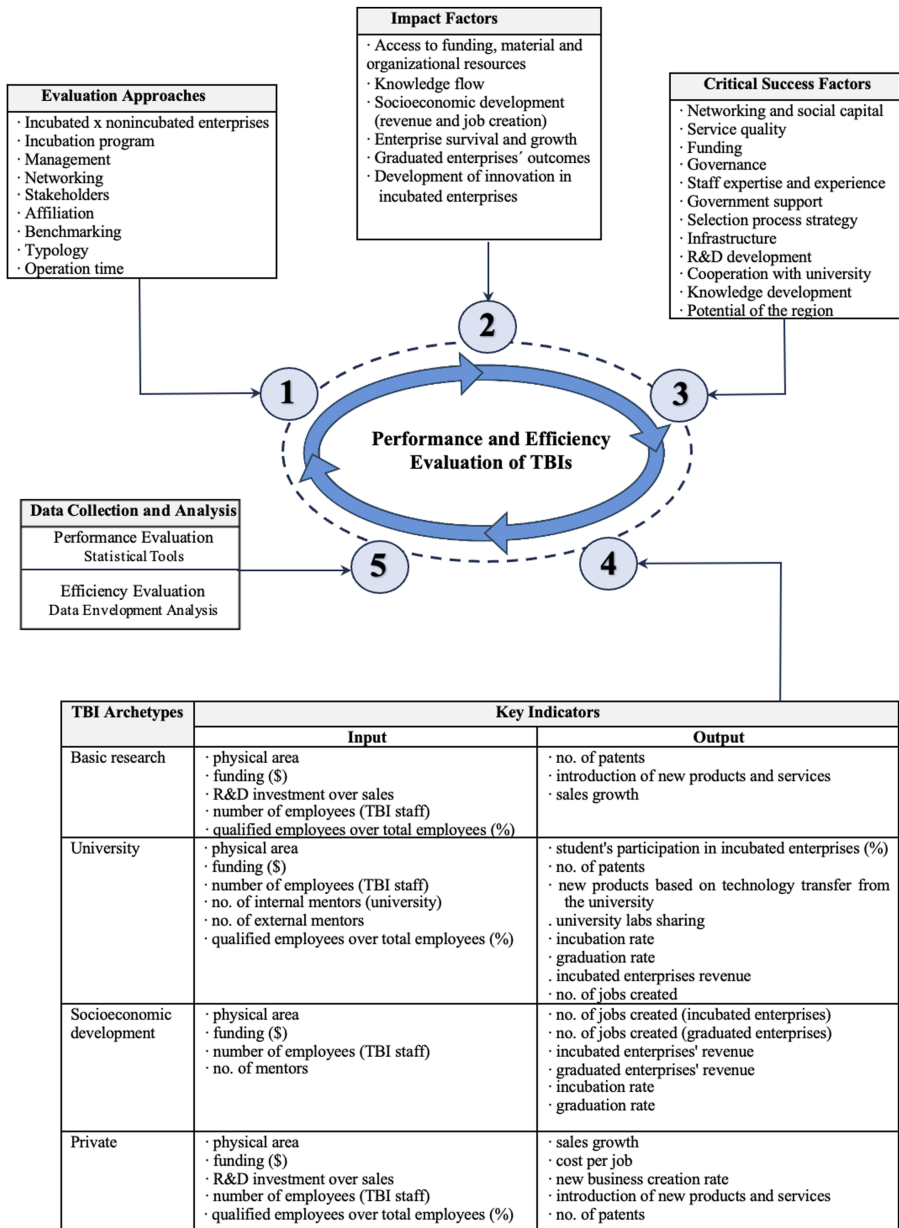 Impact Factors
· Access to funding, material and
organizational resources
· Knowledge flow
· Socioeconomic development
(revenue and job creation)
· Enterprise survival and growth
· Graduated enterprises´ outcomes
· Development of innovation in
incubated enterprises
Evaluation Approaches
· Incubated x nonincubated enterprises
· Incubation program
· Management
· Networking
· Stakeholders
· Affiliation
· Benchmarking
· Typology
· Operation time
Critical Success Factors
· Networking and social capital
· Service quality
· Funding
· Governance
· Staff expertise and experience
· Government support
· Selection process strategy
· Infrastructure
· R&D development
· Cooperation with university
· Knowledge development
· Potential of the region
1
2
3
Performance and Efficiency
Evaluation of TBIs
4
5
Data Collection and Analysis
Performance Evaluation
Statistical Tools
Efficiency Evaluation
Data Envelopment Analysis
TBI Archetypes
Key Indicators
Input
Output
Basic research
· physical area
· funding ($)
· R&D investment over sales
· number of employees (TBI staff)
· qualified employees over total employees (%)
· no. of patents
· introduction of new products and services
· sales growth
University
· physical area
· funding ($)
· number of employees (TBI staff)
· no. of internal mentors (university)
· no. of external mentors
· qualified employees over total employees (%)
· student's participation in incubated enterprises (%)
· no. of patents
· new products based on technology transfer from
the university
. university labs sharing
· incubation rate
· graduation rate
. incubated enterprises revenue
· no. of jobs created
Socioeconomic
development
· physical area
· funding ($)
· number of employees (TBI staff)
· no. of mentors
· no. of jobs created (incubated enterprises)
· no. of jobs created (graduated enterprises)
· incubated enterprises' revenue
· graduated enterprises' revenue
· incubation rate
· graduation rate
Private
· physical area
· funding ($)
· R&D investment over sales
· number of employees (TBI staff)
· qualified employees over total employees (%)
· sales growth
· cost per job
· new business creation rate
· introduction of new products and services
· no. of patents